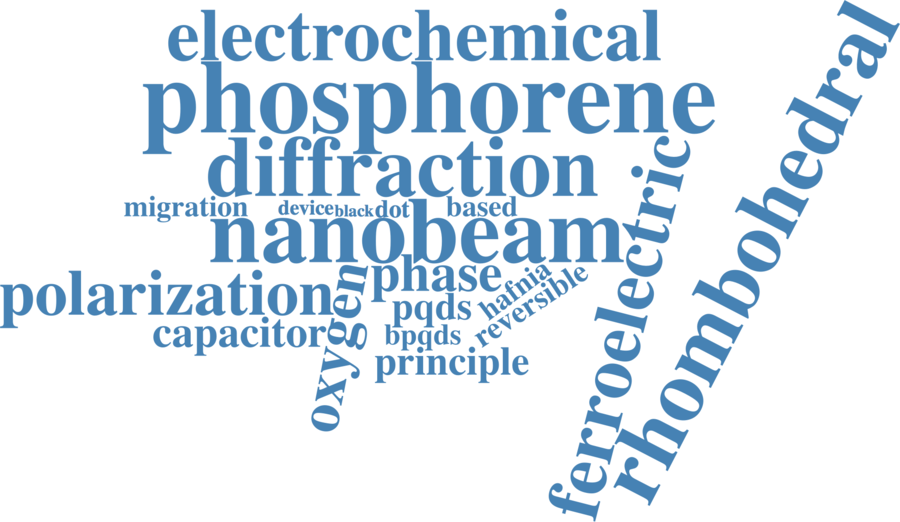 electrochemical
phosphorene
diffraction
migration
device
black
dot
based
nanobeam
phase
polarization
pqds
hafnia
reversible
capacitor
bpqds
oxygen
principle
ferroelectric
rhombohedral